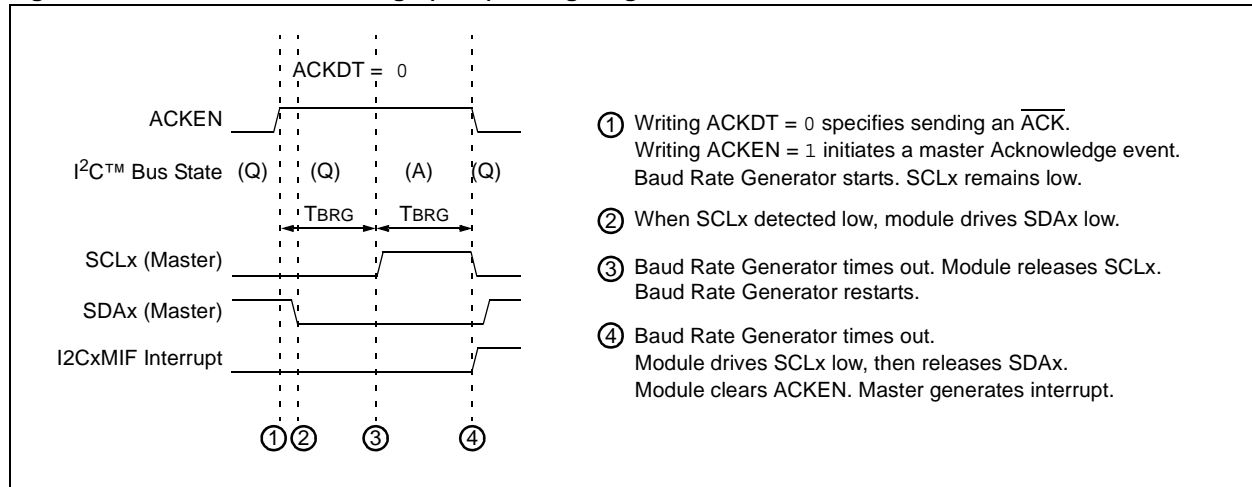 ACKDT = 0
ACKEN
I²C™ Bus State (Q) (Q) (A) (Q)
TBRG TBRG
SCLx (Master)
SDAx (Master)
I2CxMIF Interrupt
① ② ③ ④
① Writing ACKDT = 0 specifies sending an A̅C̅K̅.
Writing ACKEN = 1 initiates a master Acknowledge event.
Baud Rate Generator starts. SCLx remains low.
② When SCLx detected low, module drives SDAx low.
③ Baud Rate Generator times out. Module releases SCLx.
Baud Rate Generator restarts.
④ Baud Rate Generator times out.
Module drives SCLx low, then releases SDAx.
Module clears ACKEN. Master generates interrupt.